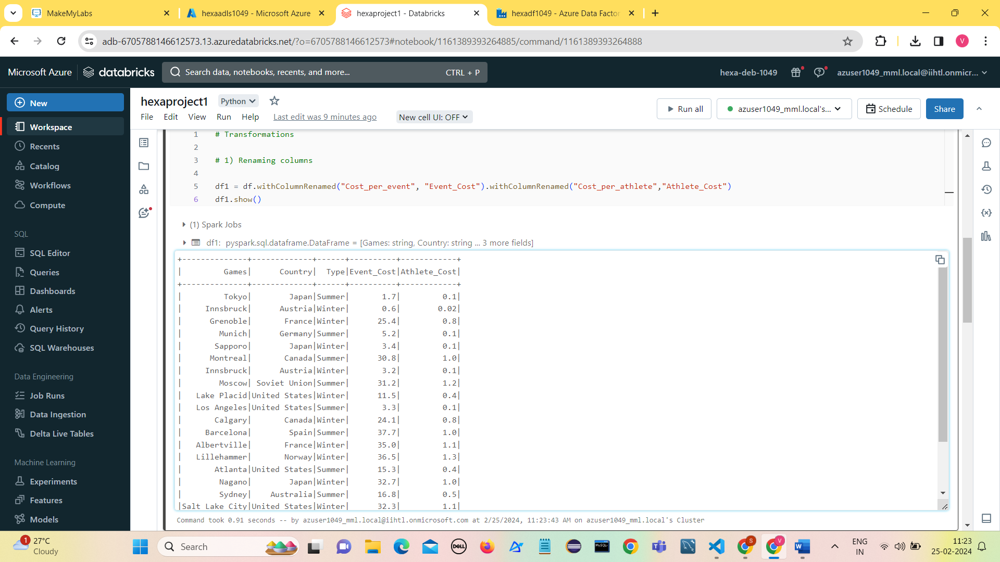 MakeMyLabs
hexaadls1049 - Microsoft Azure
hexaproject1 - Databricks
hexadf1049 - Azure Data Factor
adb-6705788146612573.13.azuredatabricks.net/?o=6705788146612573#notebook/1161389393264885/command/1161389393264888
V
Microsoft Azure
databricks
Search data, notebooks, recents, and more...
CTRL + P
hexa-deb-1049
azuser1049_mml.local@iihtl.onmicr...
New
Workspace
Recents
Catalog
Workflows
Compute
SQL
SQL Editor
Queries
Dashboards
Alerts
Query History
SQL Warehouses
Data Engineering
Job Runs
Data Ingestion
Delta Live Tables
Machine Learning
Experiments
Features
Models
hexaproject1
Python
File Edit View Run Help Last edit was 9 minutes ago New cell UI: OFF
Run all
azuser1049_mml.local's...
Schedule
Share
1 # Transformations
2
3 # 1) Renaming columns
4
5 df1 = df.withColumnRenamed("Cost_per_event", "Event_Cost").withColumnRenamed("Cost_per_athlete","Athlete_Cost")
6 df1.show()
(1) Spark Jobs
df1: pyspark.sql.dataframe.DataFrame = [Games: string, Country: string ... 3 more fields]
+--------------+-------------+------+----------+------------+
|         Games|      Country|  Type|Event_Cost|Athlete_Cost|
+--------------+-------------+------+----------+------------+
|         Tokyo|        Japan|Summer|       1.7|         0.1|
|     Innsbruck|      Austria|Winter|       0.6|        0.02|
|      Grenoble|       France|Winter|      25.4|         0.8|
|        Munich|      Germany|Summer|       5.2|         0.1|
|       Sapporo|        Japan|Winter|       3.4|         0.1|
|      Montreal|       Canada|Summer|      30.8|         1.0|
|     Innsbruck|      Austria|Winter|       3.2|         0.1|
|        Moscow| Soviet Union|Summer|      31.2|         1.2|
|   Lake Placid|United States|Winter|      11.5|         0.4|
|   Los Angeles|United States|Summer|       3.3|         0.1|
|       Calgary|       Canada|Winter|      24.1|         0.8|
|     Barcelona|        Spain|Summer|      37.7|         1.0|
|   Albertville|       France|Winter|      35.0|         1.1|
|   Lillehammer|       Norway|Winter|      36.5|         1.3|
|       Atlanta|United States|Summer|      15.3|         0.4|
|        Nagano|        Japan|Winter|      32.7|         1.0|
|        Sydney|    Australia|Summer|      16.8|         0.5|
|Salt Lake City|United States|Winter|      32.3|         1.1|
Command took 0.91 seconds -- by azuser1049_mml.local@iihtl.onmicrosoft.com at 2/25/2024, 11:23:43 AM on azuser1049_mml.local's Cluster
1
27°C
Cloudy
Search
DELL
MySQL
S
V
ENG
IN
11:23
25-02-2024